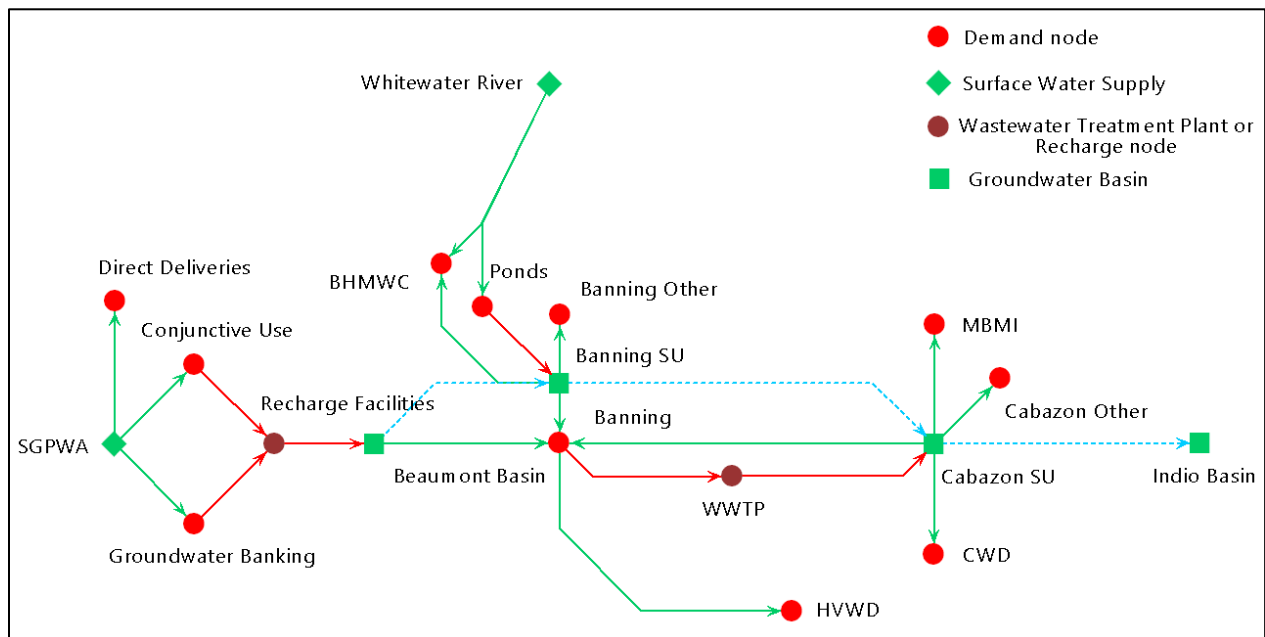 Demand node
Whitewater River
Surface Water Supply
Wastewater Treatment Plant or
Recharge node
Groundwater Basin
Direct Deliveries
BHMWC
Ponds
Banning Other
Conjunctive Use
MBMI
Banning SU
Recharge Facilities
Banning
Cabazon Other
SGPWA
Beaumont Basin
WWTP
Cabazon SU
Indio Basin
Groundwater Banking
CWD
HVWD